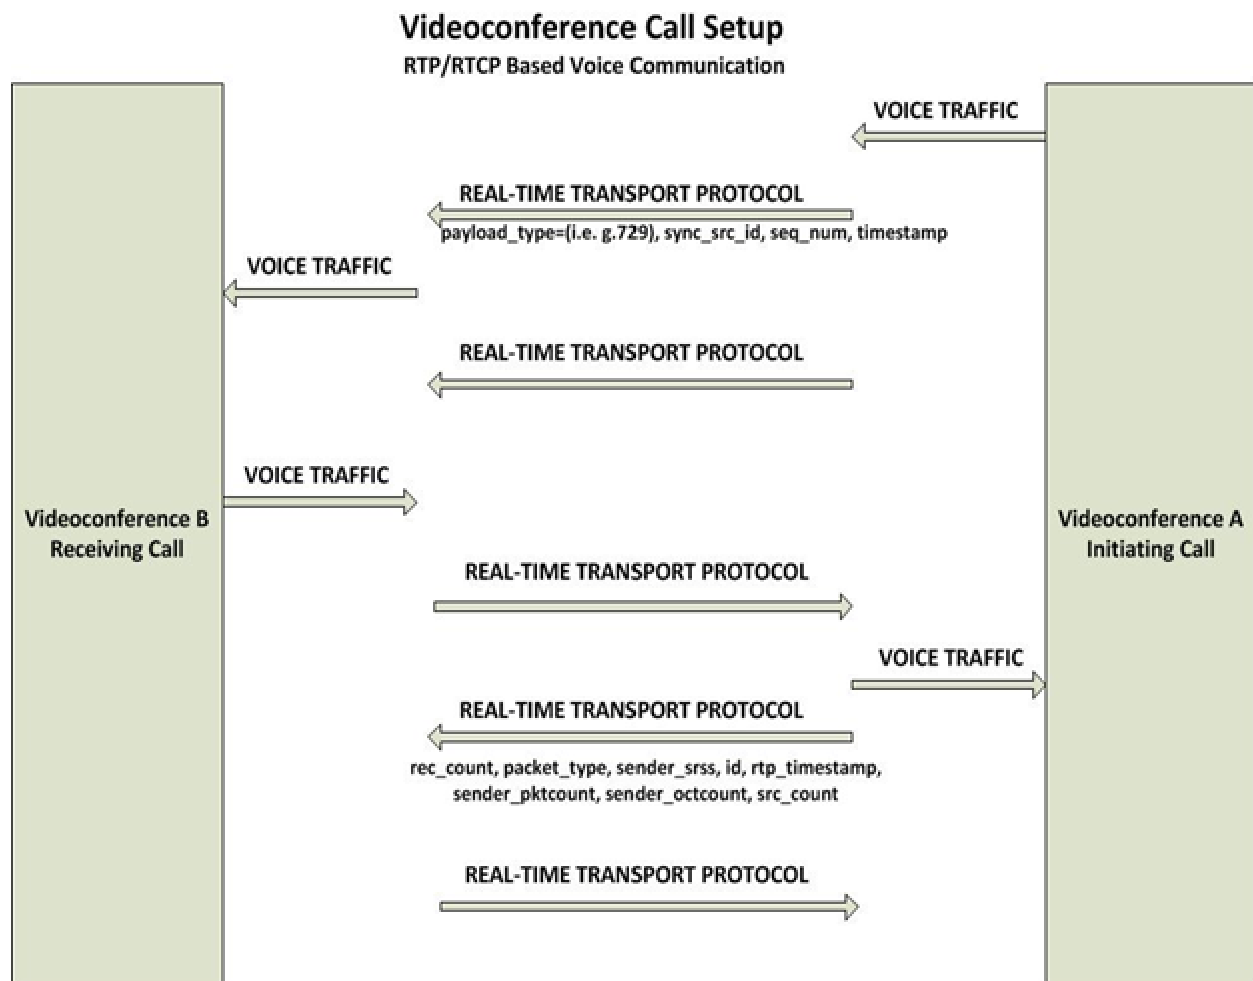 Videoconference Call Setup
RTP/RTCP Based Voice Communication
VOICE TRAFFIC
REAL-TIME TRANSPORT PROTOCOL
payload_type=(i.e. g.729), sync_src_id, seq_num, timestamp
VOICE TRAFFIC
REAL-TIME TRANSPORT PROTOCOL
VOICE TRAFFIC
Videoconference B
Receiving Call
Videoconference A
Initiating Call
REAL-TIME TRANSPORT PROTOCOL
VOICE TRAFFIC
REAL-TIME TRANSPORT PROTOCOL
rec_count, packet_type, sender_srss, id, rtp_timestamp,
sender_pktcount, sender_octcount, src_count
REAL-TIME TRANSPORT PROTOCOL